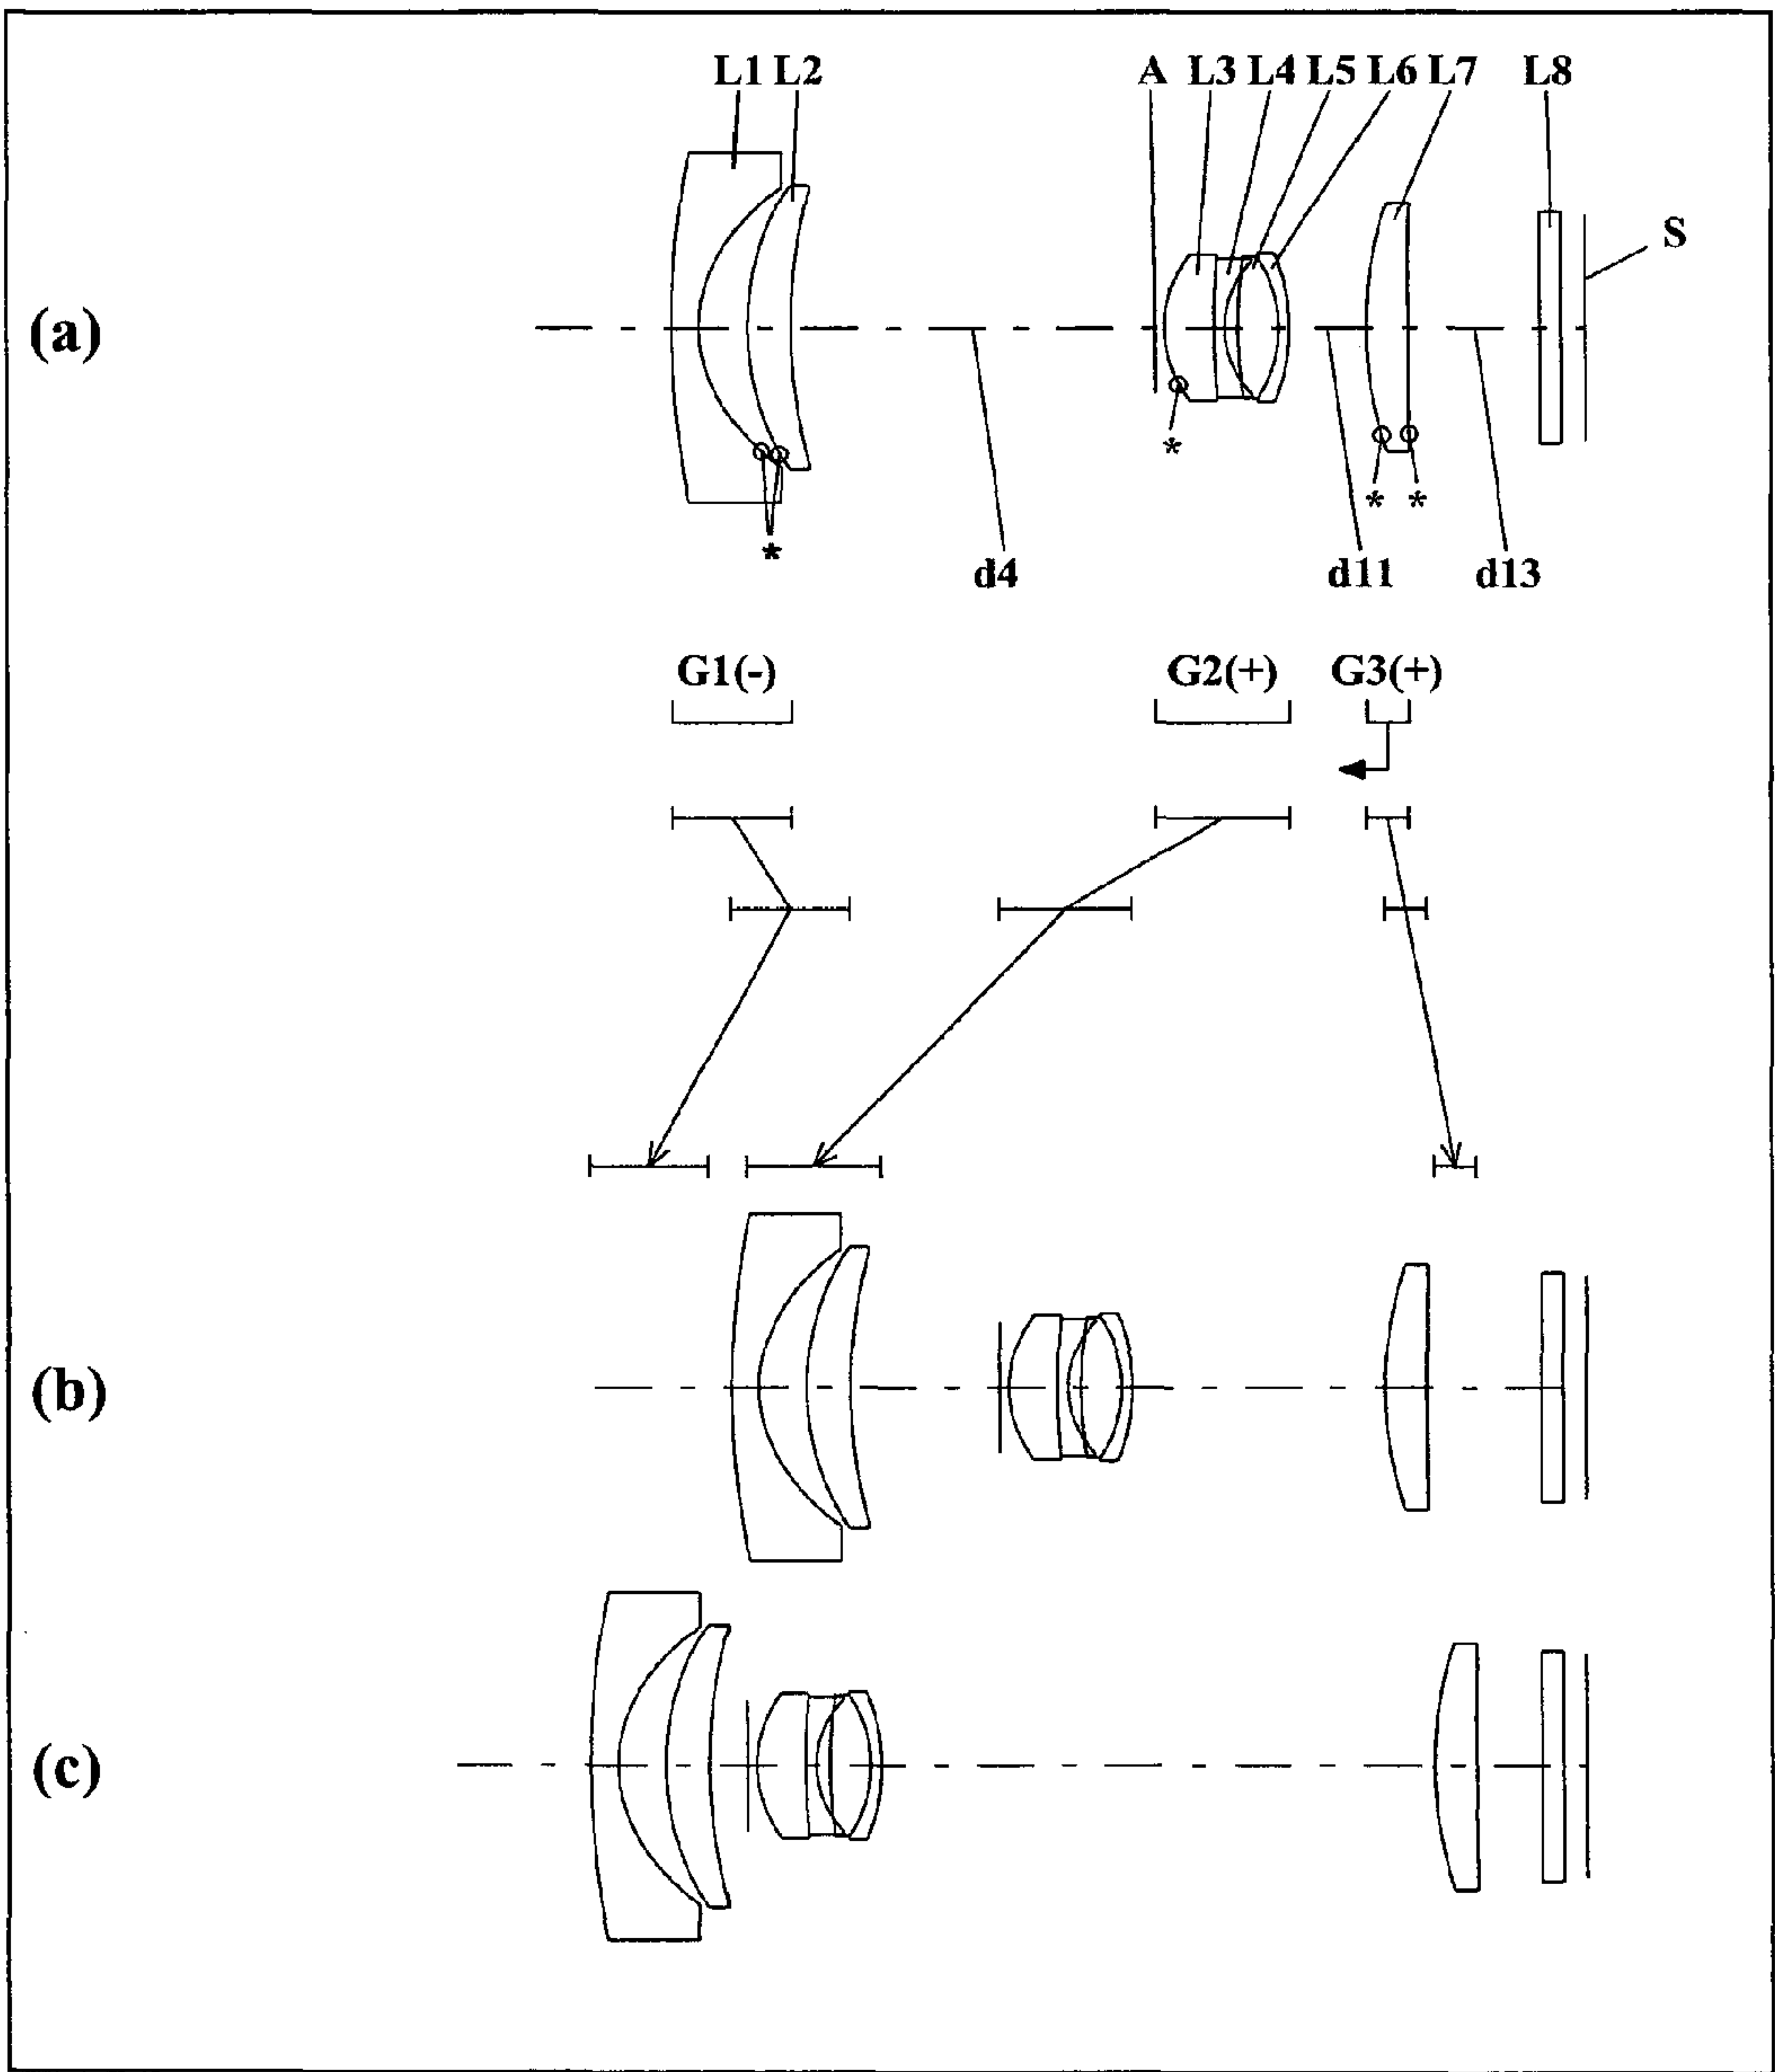 L1 L2 A L3 L4 L5 L6 L7 L8
S
(a)
*
* *
*
d4 d11 d13
G1(-) G2(+) G3(+)
(b)
(c)